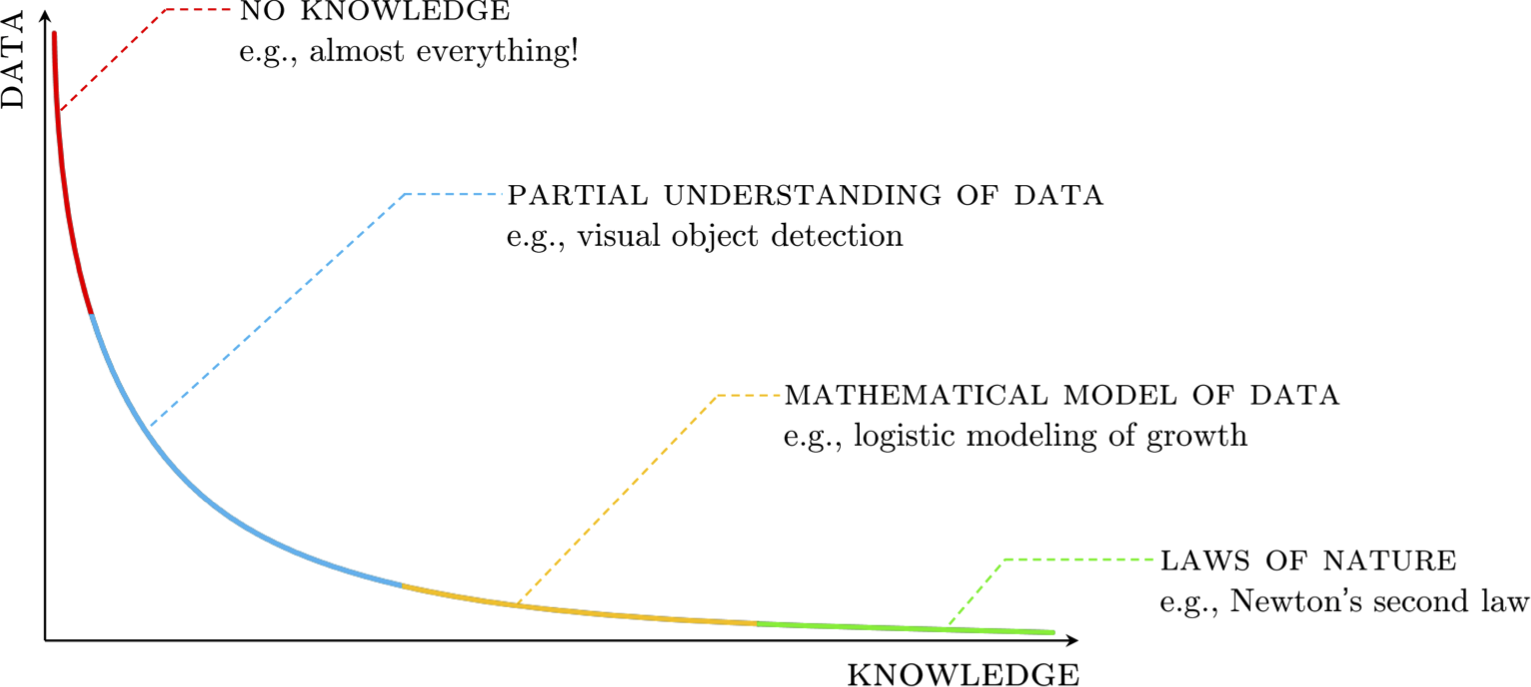 DATA
NO KNOWLEDGE
e.g., almost everything!
PARTIAL UNDERSTANDING OF DATA
e.g., visual object detection
MATHEMATICAL MODEL OF DATA
e.g., logistic modeling of growth
LAWS OF NATURE
e.g., Newton's second law
KNOWLEDGE